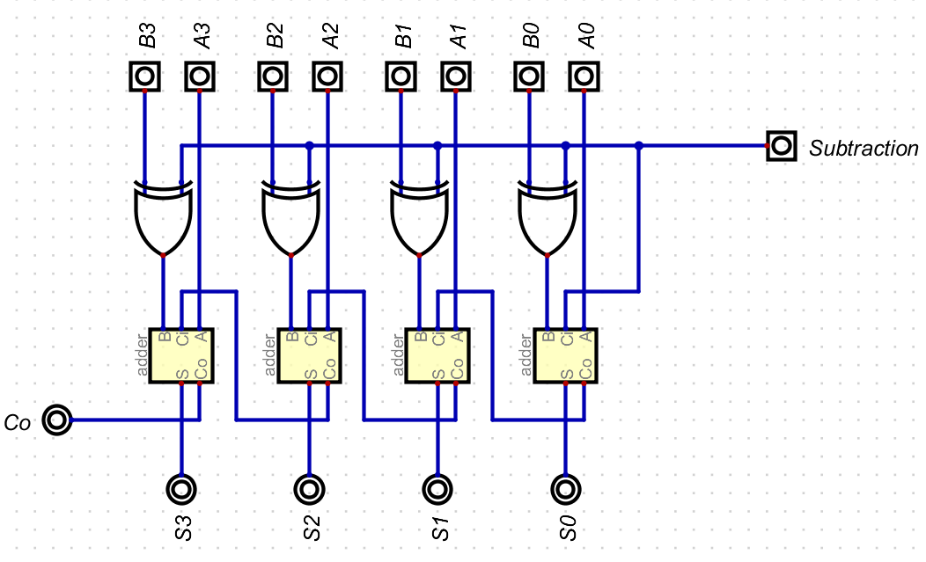 B3 A3 B2 A2 B1 A1 B0 A0
Subtraction
adder B Ci A S Co
adder B Ci A S Co
adder B Ci A S Co
adder B Ci A S Co
Co
S3 S2 S1 S0